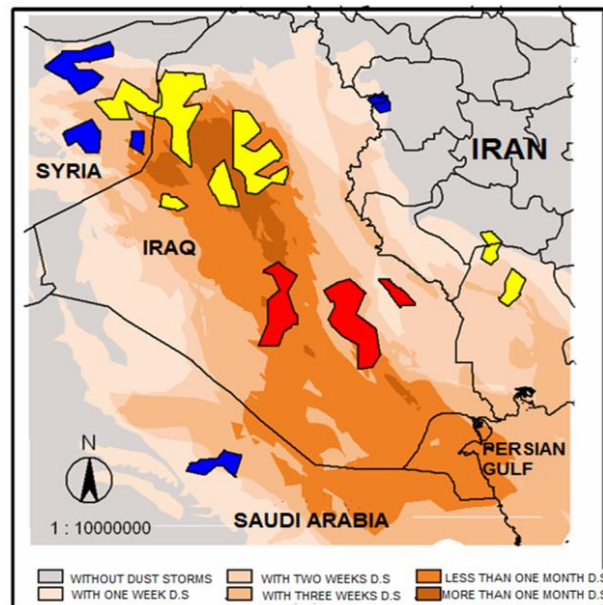 IRAN
SYRIA
IRAQ
N
PERSIAN
GULF
SAUDI ARABIA
1 : 10000000
WITHOUT DUST STORMS
WITH TWO WEEKS D.S
LESS THAN ONE MONTH D.S
WITH ONE WEEK D.S
WITH THREE WEEKS D.S
MORE THAN ONE MONTH D.S